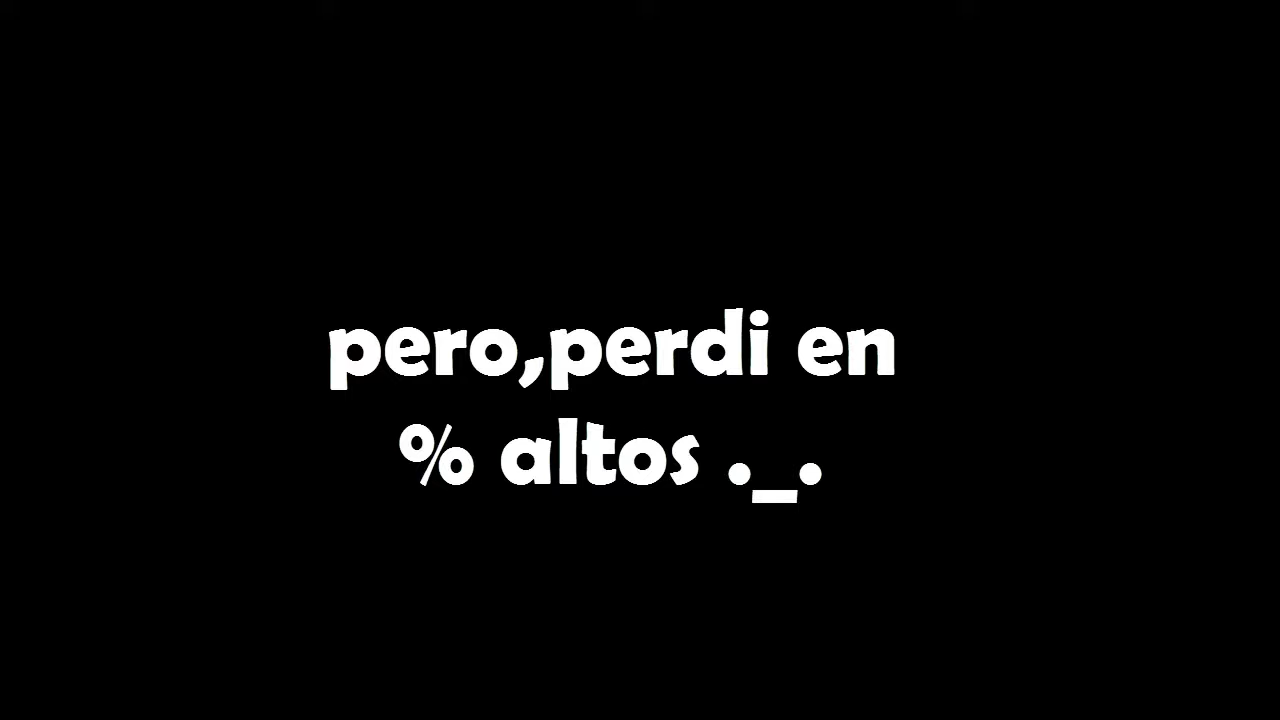 pero,perdi en
% altos ._.